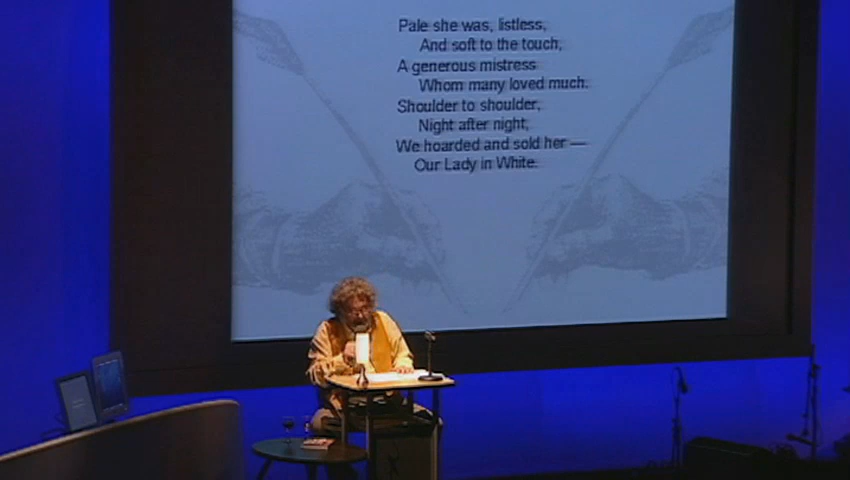 Pale she was, listless,
And soft to the touch,
A generous mistress
Whom many loved much.
Shoulder to shoulder,
Night after night,
We hoarded and sold her —
Our Lady in White.